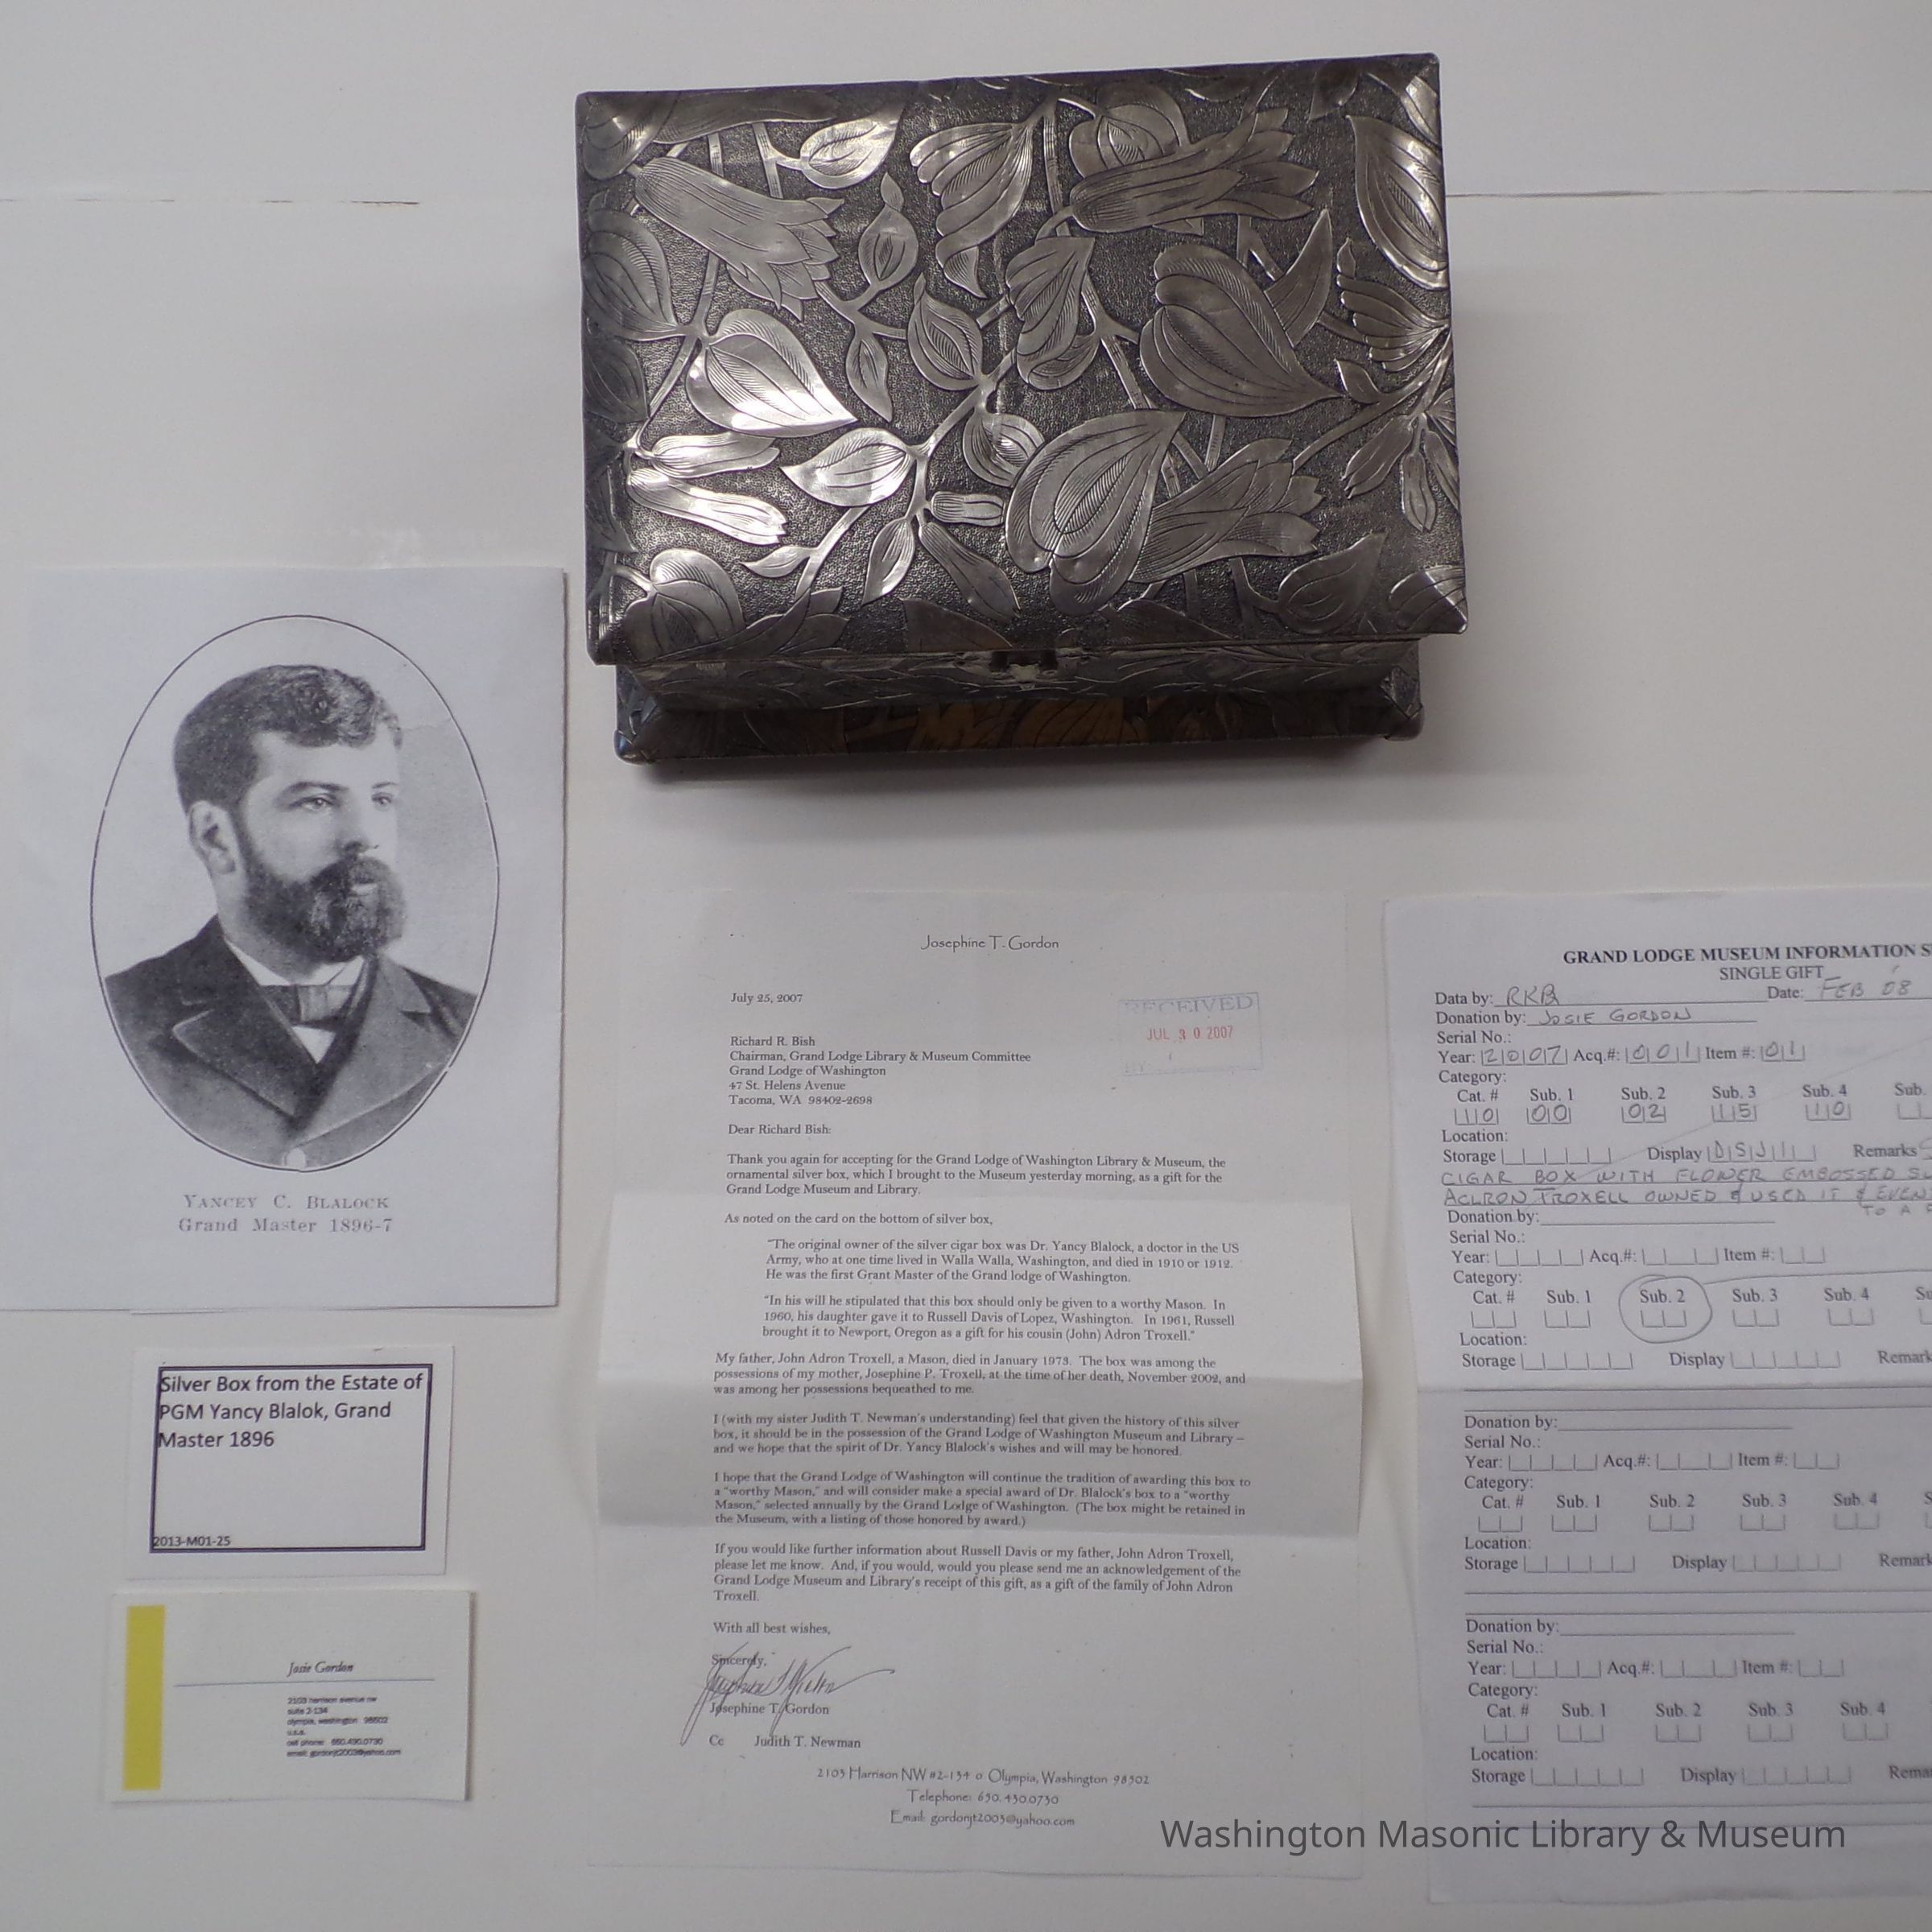 YANCEY C. BLALOCK
Grand Master 1896-7
Silver Box from the Estate of
PGM Yancy Blalok, Grand
Master 1896
2013-M01-25
Josie Gordon
2103 harrison avenue nw
suite 2-134
olympia, washington 98502
u.s.a.
cell phone: 650.430.0730
email: gordonjt2003@yahoo.com
Josephine T. Gordon
July 25, 2007
RECEIVED
JUL 30 2007
Richard R. Bish
Chairman, Grand Lodge Library & Museum Committee
Grand Lodge of Washington
47 St. Helens Avenue
Tacoma, WA 98402-2698
Dear Richard Bish:
Thank you again for accepting for the Grand Lodge of Washington Library & Museum, the
ornamental silver box, which I brought to the Museum yesterday morning, as a gift for the
Grand Lodge Museum and Library.
As noted on the card on the bottom of silver box,
"The original owner of the silver cigar box was Dr. Yancy Blalock, a doctor in the US
Army, who at one time lived in Walla Walla, Washington, and died in 1910 or 1912.
He was the first Grant Master of the Grand lodge of Washington.
"In his will he stipulated that this box should only be given to a worthy Mason. In
1960, his daughter gave it to Russell Davis of Lopez, Washington. In 1961, Russell
brought it to Newport, Oregon as a gift for his cousin (John) Adron Troxell."
My father, John Adron Troxell, a Mason, died in January 1973. The box was among the
possessions of my mother, Josephine P. Troxell, at the time of her death, November 2002, and
was among her possessions bequeathed to me.
I (with my sister Judith T. Newman's understanding) feel that given the history of this silver
box, it should be in the possession of the Grand Lodge of Washington Museum and Library –
and we hope that the spirit of Dr. Yancy Blalock's wishes and will may be honored.
I hope that the Grand Lodge of Washington will continue the tradition of awarding this box to
a "worthy Mason," and will consider make a special award of Dr. Blalock's box to a "worthy
Mason," selected annually by the Grand Lodge of Washington. (The box might be retained in
the Museum, with a listing of those honored by award.)
If you would like further information about Russell Davis or my father, John Adron Troxell,
please let me know. And, if you would, would you please send me an acknowledgement of the
Grand Lodge Museum and Library's receipt of this gift, as a gift of the family of John Adron
Troxell.
With all best wishes,
Sincerely,
Josephine T. Gordon
Cc Judith T. Newman
2103 Harrison NW #2-134 o Olympia, Washington 98502
Telephone: 650.430.0730
Email: gordonjt2003@yahoo.com
GRAND LODGE MUSEUM INFORMATION S
SINGLE GIFT
Data by: RKB Date: FEB 08
Donation by: JOSIE GORDON
Serial No.:
Year: 2007 Acq.#: 001 Item #: 01
Category:
Cat. # Sub. 1 Sub. 2 Sub. 3 Sub. 4 Sub.
10 00 02 15 10
Location:
Storage Display DSJ11 Remarks
CIGAR BOX WITH FLOWER EMBOSSED
ACLRON TROXELL OWNED & USED IT & EVEN
TO A
Donation by:
Serial No.:
Year: Acq.#: Item #:
Category:
Cat. # Sub. 1 Sub. 2 Sub. 3 Sub. 4 Su
Location:
Storage Display Remark
Donation by:
Serial No.:
Year: Acq.#: Item #:
Category:
Cat. # Sub. 1 Sub. 2 Sub. 3 Sub. 4 S
Location:
Storage Display Remark
Donation by:
Serial No.:
Year: Acq.#: Item #:
Category:
Cat. # Sub. 1 Sub. 2 Sub. 3 Sub. 4
Location:
Storage Display Remar
Washington Masonic Library & Museum